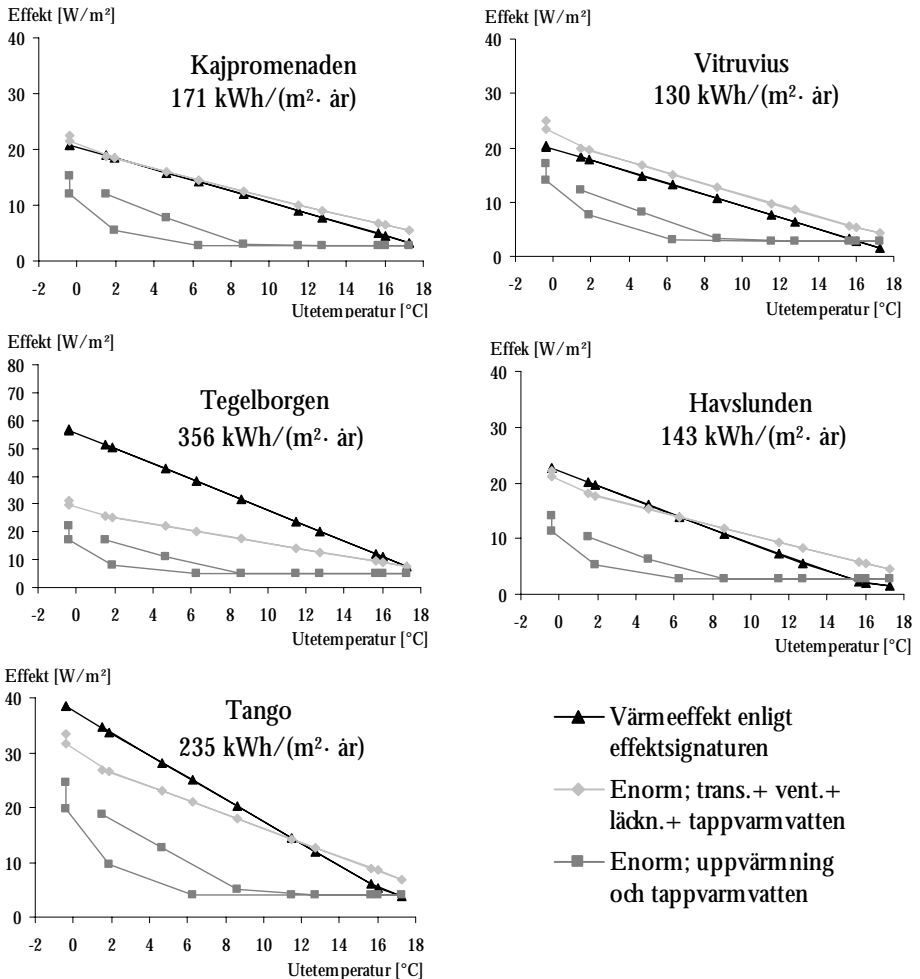 Effekt [W/m²]
40
30
20
10
0
Kajpromenaden
171 kWh/(m²· år)
-2 0 2 4 6 8 10 12 14 16 18
Utetemperatur [°C]
Effekt [W/m²]
40
30
20
10
0
Vitruvius
130 kWh/(m²· år)
-2 0 2 4 6 8 10 12 14 16 18
Utetemperatur [°C]
Effekt [W/m²]
80
70
60
50
40
30
20
10
0
Tegelborgen
356 kWh/(m²· år)
-2 0 2 4 6 8 10 12 14 16 18
Utetemperatur [°C]
Effek [W/m²]
40
30
20
10
0
Havslunden
143 kWh/(m²· år)
-2 0 2 4 6 8 10 12 14 16 18
Utetemperatur [°C]
Effekt [W/m²]
40
30
20
10
0
Tango
235 kWh/(m²· år)
-2 0 2 4 6 8 10 12 14 16 18
Utetemperatur [°C]
Värmeeffekt enligt
effektsignaturen
Enorm; trans.+ vent.+
läckn.+ tappvarmvatten
Enorm; uppvärmning
och tappvarmvatten